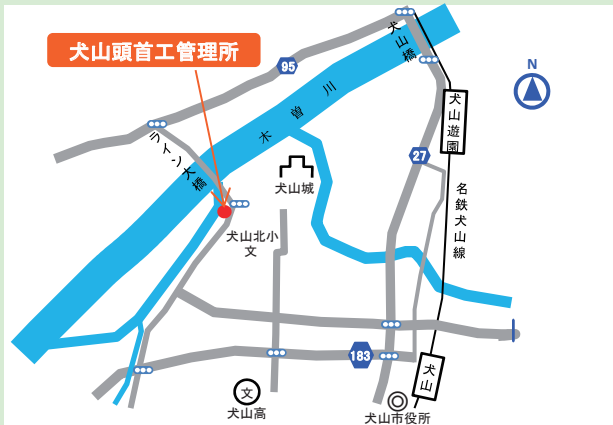 犬山頭首工管理所
95
犬山橋
N
木曽川
犬山遊園
ライン大橋
27
犬山城
名鉄犬山線
犬山北小
文
183
犬山
文
犬山高
犬山市役所